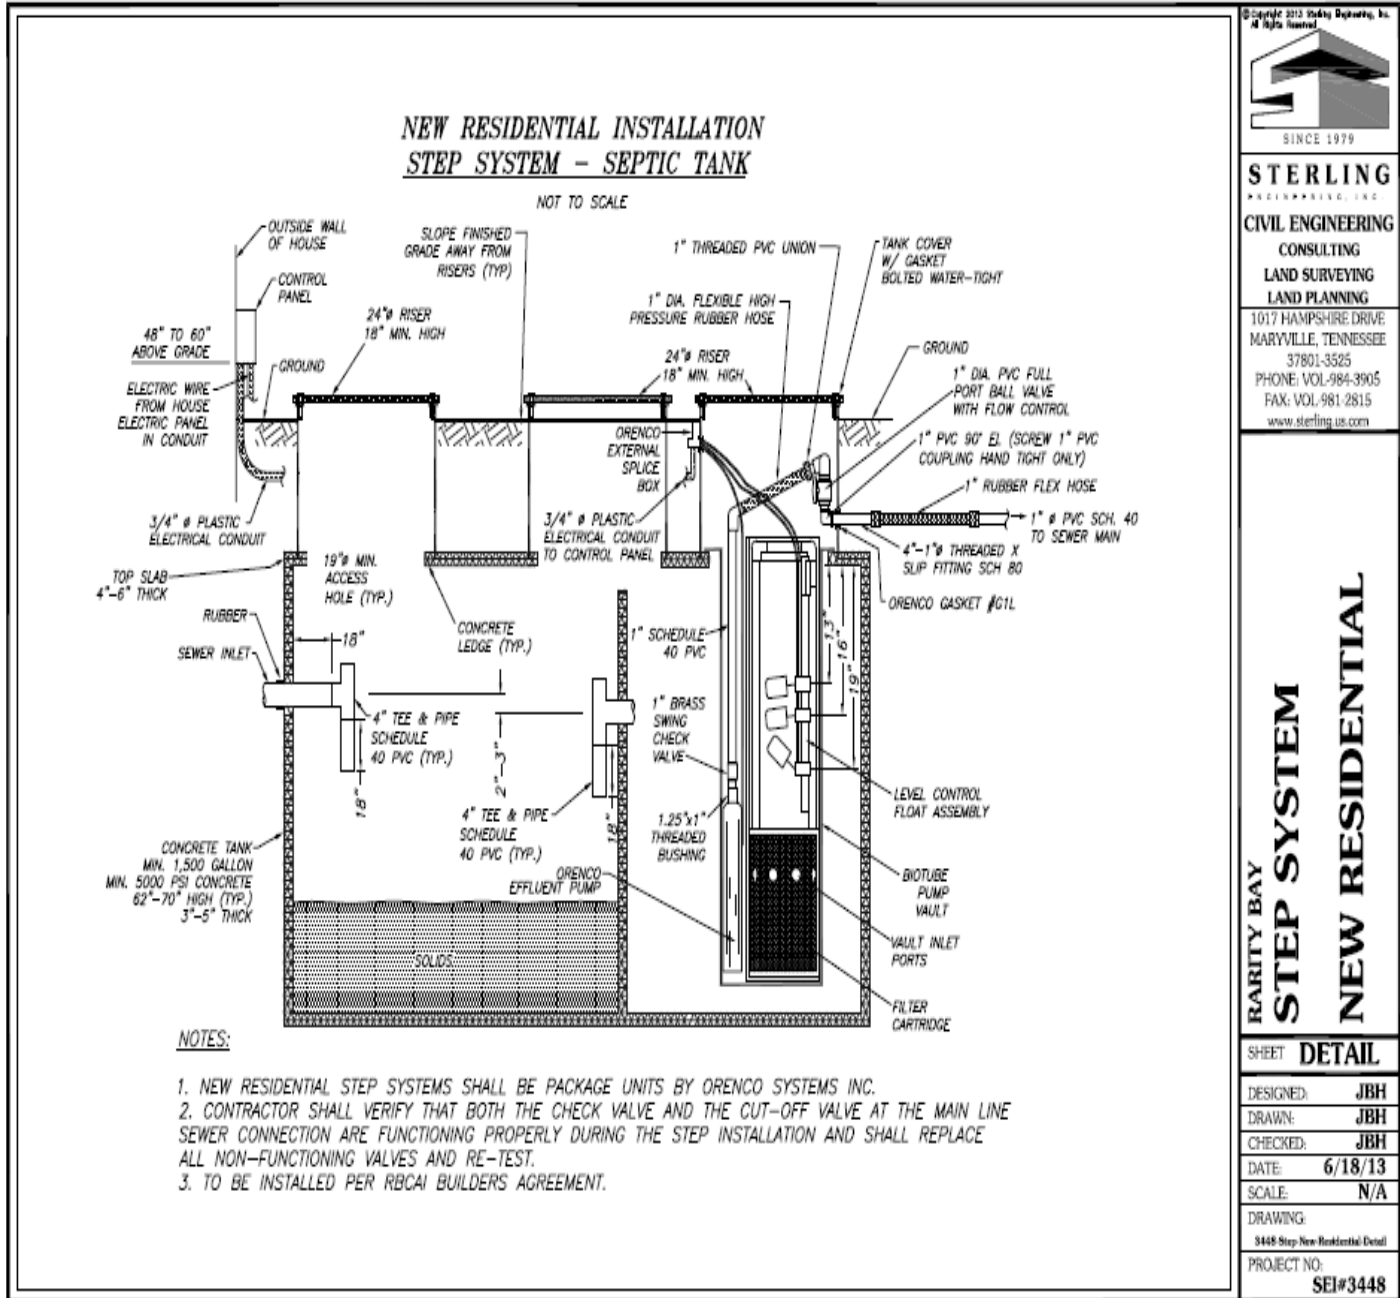 NEW RESIDENTIAL INSTALLATION
STEP SYSTEM - SEPTIC TANK
NOT TO SCALE
OUTSIDE WALL
OF HOUSE
CONTROL
PANEL
48" TO 60"
ABOVE GRADE
ELECTRIC WIRE
FROM HOUSE
ELECTRIC PANEL
IN CONDUIT
GROUND
24"ø RISER
18" MIN. HIGH
SLOPE FINISHED
GRADE AWAY FROM
RISERS (TYP)
1" THREADED PVC UNION
1" DIA. FLEXIBLE HIGH
PRESSURE RUBBER HOSE
24"ø RISER
18" MIN. HIGH
TANK COVER
W/ GASKET
BOLTED WATER-TIGHT
GROUND
1" DIA. PVC FULL
PORT BALL VALVE
WITH FLOW CONTROL
1" PVC 90° EL (SCREW 1" PVC
COUPLING HAND TIGHT ONLY)
1" RUBBER FLEX HOSE
1" ø PVC SCH. 40
TO SEWER MAIN
4"-1"ø THREADED X
SLIP FITTING SCH 80
ORENCO GASKET #G1L
ORENCO
EXTERNAL
SPLICE
BOX
3/4" ø PLASTIC
ELECTRICAL CONDUIT
3/4" ø PLASTIC
ELECTRICAL CONDUIT
TO CONTROL PANEL
TOP SLAB
4"-6" THICK
19"ø MIN.
ACCESS
HOLE (TYP.)
RUBBER
SEWER INLET
18"
CONCRETE
LEDGE (TYP.)
1" SCHEDULE
40 PVC
13"
16"
19"
4" TEE & PIPE
SCHEDULE
40 PVC (TYP.)
18"
2"-3"
1" BRASS
SWING
CHECK
VALVE
4" TEE & PIPE
SCHEDULE
40 PVC (TYP.)
18"
1.25"x1"
THREADED
BUSHING
LEVEL CONTROL
FLOAT ASSEMBLY
CONCRETE TANK
MIN. 1,500 GALLON
MIN. 5000 PSI CONCRETE
62"-70" HIGH (TYP.)
3"-5" THICK
ORENCO
EFFLUENT PUMP
BIOTUBE
PUMP
VAULT
VAULT INLET
PORTS
SOLIDS
FILTER
CARTRIDGE
NOTES:
1. NEW RESIDENTIAL STEP SYSTEMS SHALL BE PACKAGE UNITS BY ORENCO SYSTEMS INC.
2. CONTRACTOR SHALL VERIFY THAT BOTH THE CHECK VALVE AND THE CUT-OFF VALVE AT THE MAIN LINE
SEWER CONNECTION ARE FUNCTIONING PROPERLY DURING THE STEP INSTALLATION AND SHALL REPLACE
ALL NON-FUNCTIONING VALVES AND RE-TEST.
3. TO BE INSTALLED PER RBCAI BUILDERS AGREEMENT.
© Copyright 2013 Sterling Engineering, Inc.
All Rights Reserved
SINCE 1979
STERLING
ENGINEERING, INC.
CIVIL ENGINEERING
CONSULTING
LAND SURVEYING
LAND PLANNING
1017 HAMPSHIRE DRIVE
MARYVILLE, TENNESSEE
37801-3525
PHONE: VOL-984-3905
FAX: VOL-981-2815
www.sterling.us.com
RARITY BAY
STEP SYSTEM
NEW RESIDENTIAL
SHEET DETAIL
DESIGNED: JBH
DRAWN: JBH
CHECKED: JBH
DATE: 6/18/13
SCALE: N/A
DRAWING:
3448-Step-New-Residential-Detail
PROJECT NO:
SEI#3448